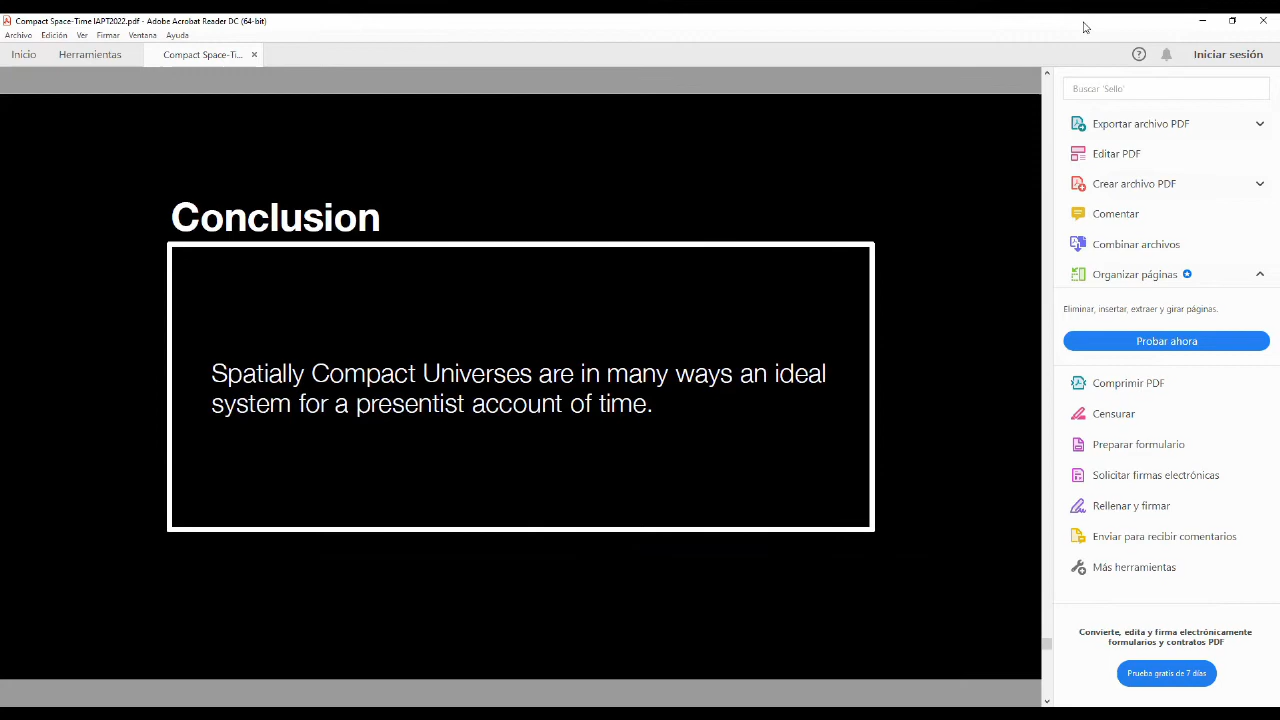 Compact Space-Time IAPT2022.pdf - Adobe Acrobat Reader DC (64-bit)
Archivo Edición Ver Firmar Ventana Ayuda
Inicio Herramientas Compact Space-Ti... Iniciar sesión
Buscar 'Sello'
Exportar archivo PDF
Editar PDF
Crear archivo PDF
Comentar
Combinar archivos
Organizar páginas
Eliminar, insertar, extraer y girar páginas.
Probar ahora
Comprimir PDF
Censurar
Preparar formulario
Solicitar firmas electrónicas
Rellenar y firmar
Enviar para recibir comentarios
Más herramientas
Convierte, edita y firma electrónicamente
formularios y contratos PDF
Prueba gratis de 7 días
Conclusion
Spatially Compact Universes are in many ways an ideal
system for a presentist account of time.